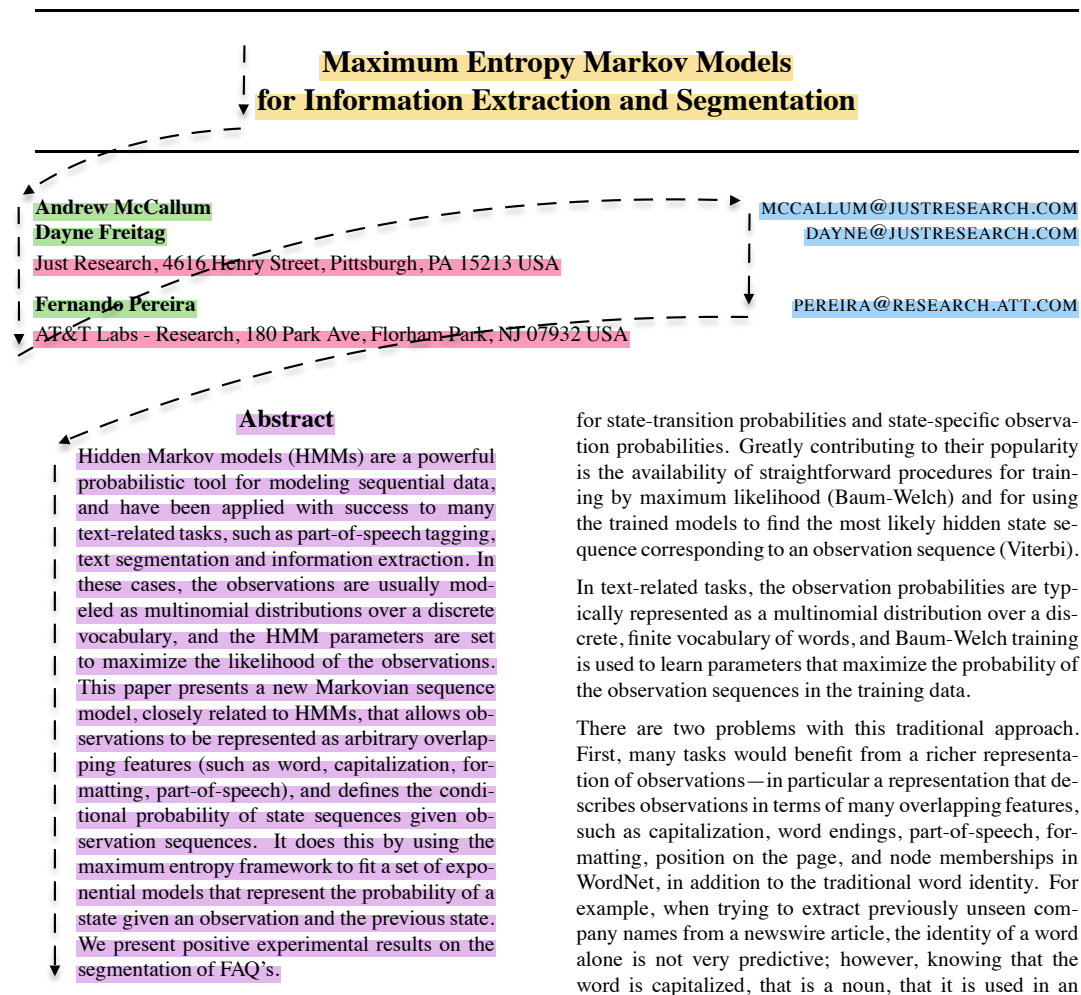 Maximum Entropy Markov Models
for Information Extraction and Segmentation
Andrew McCallum
Dayne Freitag
Just Research, 4616 Henry Street, Pittsburgh, PA 15213 USA
Fernando Pereira
AT&T Labs - Research, 180 Park Ave, Florham Park, NJ 07932 USA
MCCALLUM@JUSTRESEARCH.COM
DAYNE@JUSTRESEARCH.COM
PEREIRA@RESEARCH.ATT.COM
Abstract
Hidden Markov models (HMMs) are a powerful
probabilistic tool for modeling sequential data,
and have been applied with success to many
text-related tasks, such as part-of-speech tagging,
text segmentation and information extraction. In
these cases, the observations are usually mod-
eled as multinomial distributions over a discrete
vocabulary, and the HMM parameters are set
to maximize the likelihood of the observations.
This paper presents a new Markovian sequence
model, closely related to HMMs, that allows ob-
servations to be represented as arbitrary overlap-
ping features (such as word, capitalization, for-
matting, part-of-speech), and defines the condi-
tional probability of state sequences given ob-
servation sequences. It does this by using the
maximum entropy framework to fit a set of expo-
nential models that represent the probability of a
state given an observation and the previous state.
We present positive experimental results on the
segmentation of FAQ's.
for state-transition probabilities and state-specific observa-
tion probabilities. Greatly contributing to their popularity
is the availability of straightforward procedures for train-
ing by maximum likelihood (Baum-Welch) and for using
the trained models to find the most likely hidden state se-
quence corresponding to an observation sequence (Viterbi).
In text-related tasks, the observation probabilities are typ-
ically represented as a multinomial distribution over a dis-
crete, finite vocabulary of words, and Baum-Welch training
is used to learn parameters that maximize the probability of
the observation sequences in the training data.
There are two problems with this traditional approach.
First, many tasks would benefit from a richer representa-
tion of observations—in particular a representation that de-
scribes observations in terms of many overlapping features,
such as capitalization, word endings, part-of-speech, for-
matting, position on the page, and node memberships in
WordNet, in addition to the traditional word identity. For
example, when trying to extract previously unseen com-
pany names from a newswire article, the identity of a word
alone is not very predictive; however, knowing that the
word is capitalized, that is a noun, that it is used in an